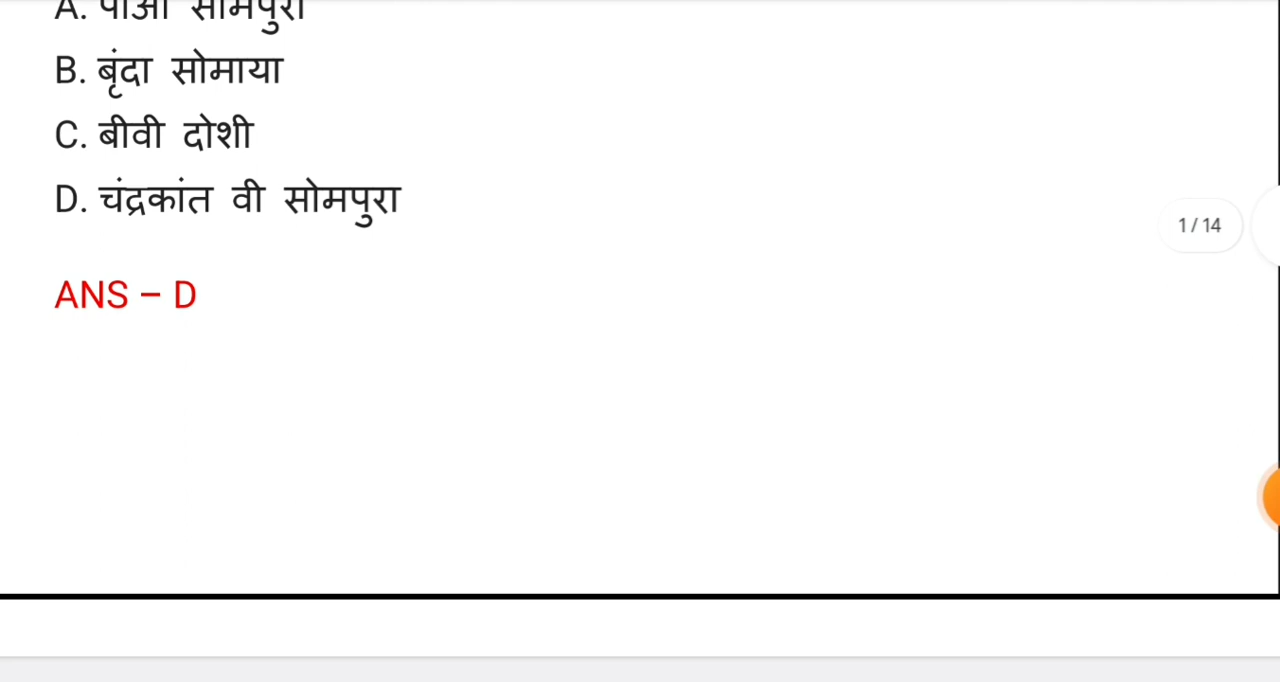 B. बृंदा सोमाया
C. बीवी दोशी
D. चंद्रकांत वी सोमपुरा
1 / 14
ANS – D